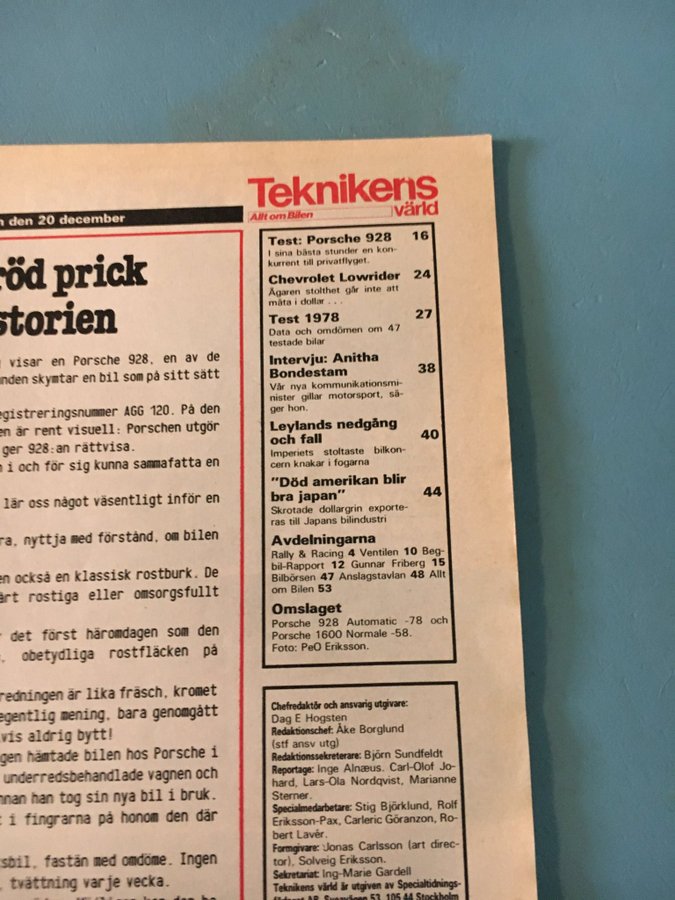 den 20 december
röd prick
storien
visar en Porsche 928, en av de
nden skymtar en bil som på sitt sätt
egistreringsnummer AGG 120. På den
en är rent visuell: Porschen utgör
ger 928:an rättvisa.
i och för sig kunna sammafatta en
lär oss något väsentligt inför en
ra, nyttja med förstånd, om bilen
en också en klassisk rostburk. De
årt rostiga eller omsorgsfullt
det först häromdagen som den
obetydliga rostfläcken på
redningen är lika fräsch, kromet
egentlig mening, bara genomgått
vis aldrig bytt!
gen hämtade bilen hos Porsche i
underredsbehandlade vagnen och
nnan han tog sin nya bil i bruk.
t i fingrarna på honom den där
sbil, fastän med omdöme. Ingen
, tvättning varje vecka.
Teknikens
Allt om Bilen
värld
Test: Porsche 928 16
I sina bästa stunder en kon-
kurrent till privatflyget.
Chevrolet Lowrider 24
Ägaren stolthet går inte att
mäta i dollar . . .
Test 1978 27
Data och omdömen om 47
testade bilar
Intervju: Anitha
Bondestam 38
Vår nya kommunikationsmi-
nister gillar motorsport, sä-
ger hon.
Leylands nedgång
och fall 40
Imperiets stoltaste bilkon-
cern knakar i fogarna
"Död amerikan blir
bra japan" 44
Skrotade dollargrin exporte-
ras till Japans bilindustri
Avdelningarna
Rally & Racing 4 Ventilen 10 Beg-
bil-Rapport 12 Gunnar Friberg 15
Bilbörsen 47 Anslagstavlan 48 Allt
om Bilen 53
Omslaget
Porsche 928 Automatic -78 och
Porsche 1600 Normale -58.
Foto: PeO Eriksson.
Chefredaktör och ansvarig utgivare:
Dag E Hogsten
Redaktionschef: Åke Borglund
(stf ansv utg)
Redaktionssekreterare: Björn Sundfeldt
Reportage: Inge Alnæus. Carl-Olof Jo-
hard, Lars-Ola Nordqvist, Marianne
Sterner.
Specialmedarbetare: Stig Björklund, Rolf
Eriksson-Pax, Carleric Göranzon, Ro-
bert Lavér.
Formgivare: Jonas Carlsson (art direc-
tor), Solveig Eriksson.
Sekretariat: Ing-Marie Gardell
Teknikens värld är utgiven av Specialtidnings-
AB, Sveavägen 53, 105 44 Stockholm